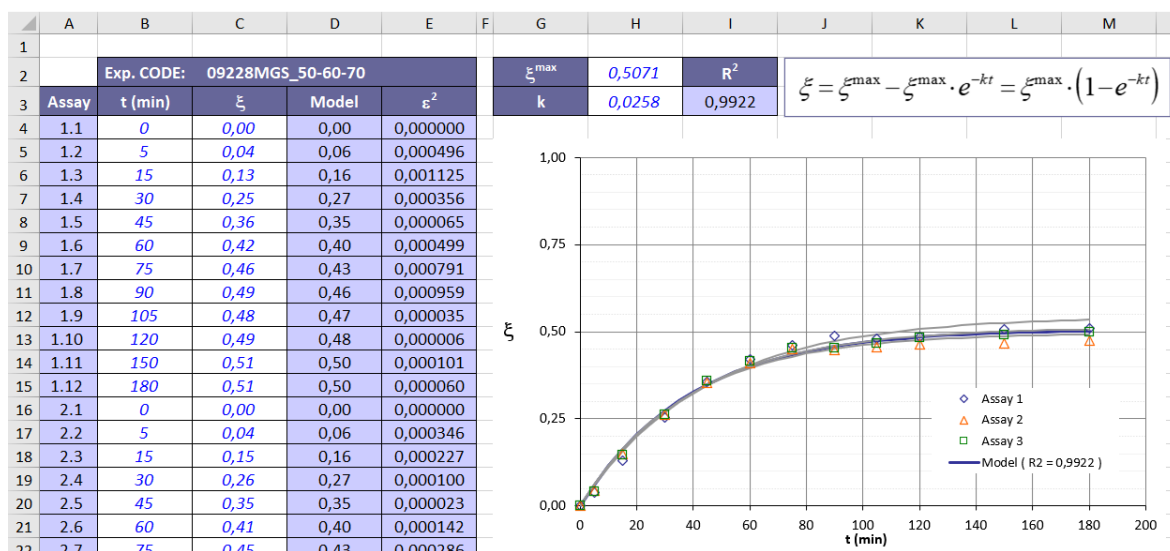 A B C D E F G H I J K L M
1
2 Exp. CODE: 09228MGS_50-60-70 ξmax 0,5071 R2
3 Assay t (min) ξ Model ε2 k 0,0258 0,9922
ξ = ξmax − ξmax · e−kt = ξmax · (1−e−kt)
4 1.1 0 0,00 0,00 0,000000
5 1.2 5 0,04 0,06 0,000496
6 1.3 15 0,13 0,16 0,001125
7 1.4 30 0,25 0,27 0,000356
8 1.5 45 0,36 0,35 0,000065
9 1.6 60 0,42 0,40 0,000499
10 1.7 75 0,46 0,43 0,000791
11 1.8 90 0,49 0,46 0,000959
12 1.9 105 0,48 0,47 0,000035
13 1.10 120 0,49 0,48 0,000006
14 1.11 150 0,51 0,50 0,000101
15 1.12 180 0,51 0,50 0,000060
16 2.1 0 0,00 0,00 0,000000
17 2.2 5 0,04 0,06 0,000346
18 2.3 15 0,15 0,16 0,000227
19 2.4 30 0,26 0,27 0,000100
20 2.5 45 0,35 0,35 0,000023
21 2.6 60 0,41 0,40 0,000142
22 2.7 75 0,45 0,43 0,000286
1,00
0,75
ξ
0,50
0,25
0,00
Assay 1
Assay 2
Assay 3
Model ( R2 = 0,9922 )
0 20 40 60 80 100 120 140 160 180 200
t (min)